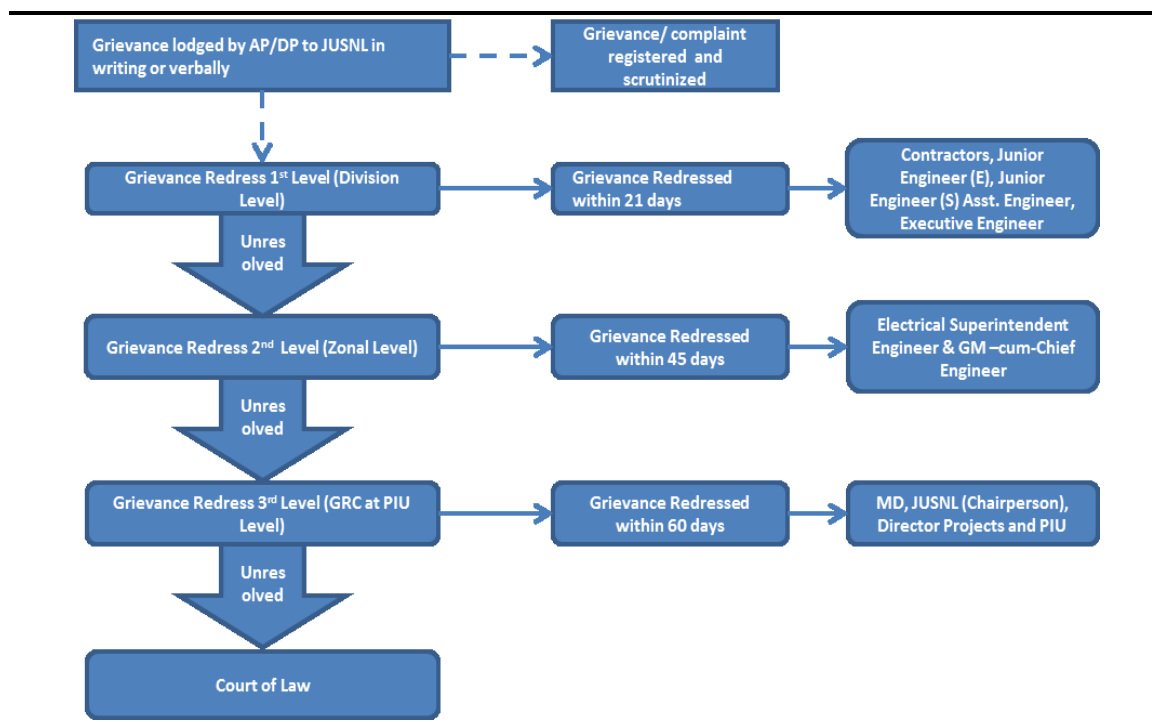 Grievance lodged by AP/DP to JUSNL in
writing or verbally
Grievance/ complaint
registered and
scrutinized
Grievance Redress 1st Level (Division
Level)
Grievance Redressed
within 21 days
Contractors, Junior
Engineer (E), Junior
Engineer (S) Asst. Engineer,
Executive Engineer
Unres
olved
Grievance Redress 2nd Level (Zonal Level)
Grievance Redressed
within 45 days
Electrical Superintendent
Engineer & GM –cum-Chief
Engineer
Unres
olved
Grievance Redress 3rd Level (GRC at PIU
Level)
Grievance Redressed
within 60 days
MD, JUSNL (Chairperson),
Director Projects and PIU
Unres
olved
Court of Law